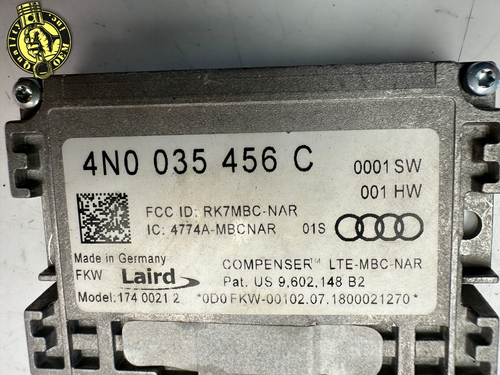 Quality OEM
4N0 035 456 C
0001 SW
001 HW
FCC ID: RK7MBC-NAR
IC: 4774A-MBCNAR 01S
Made in Germany
FKW Laird
COMPENSER™ LTE-MBC-NAR
Pat. US 9,602,148 B2
Model: 174 0021 2 *0D0 FKW-00102.07.1800021270*